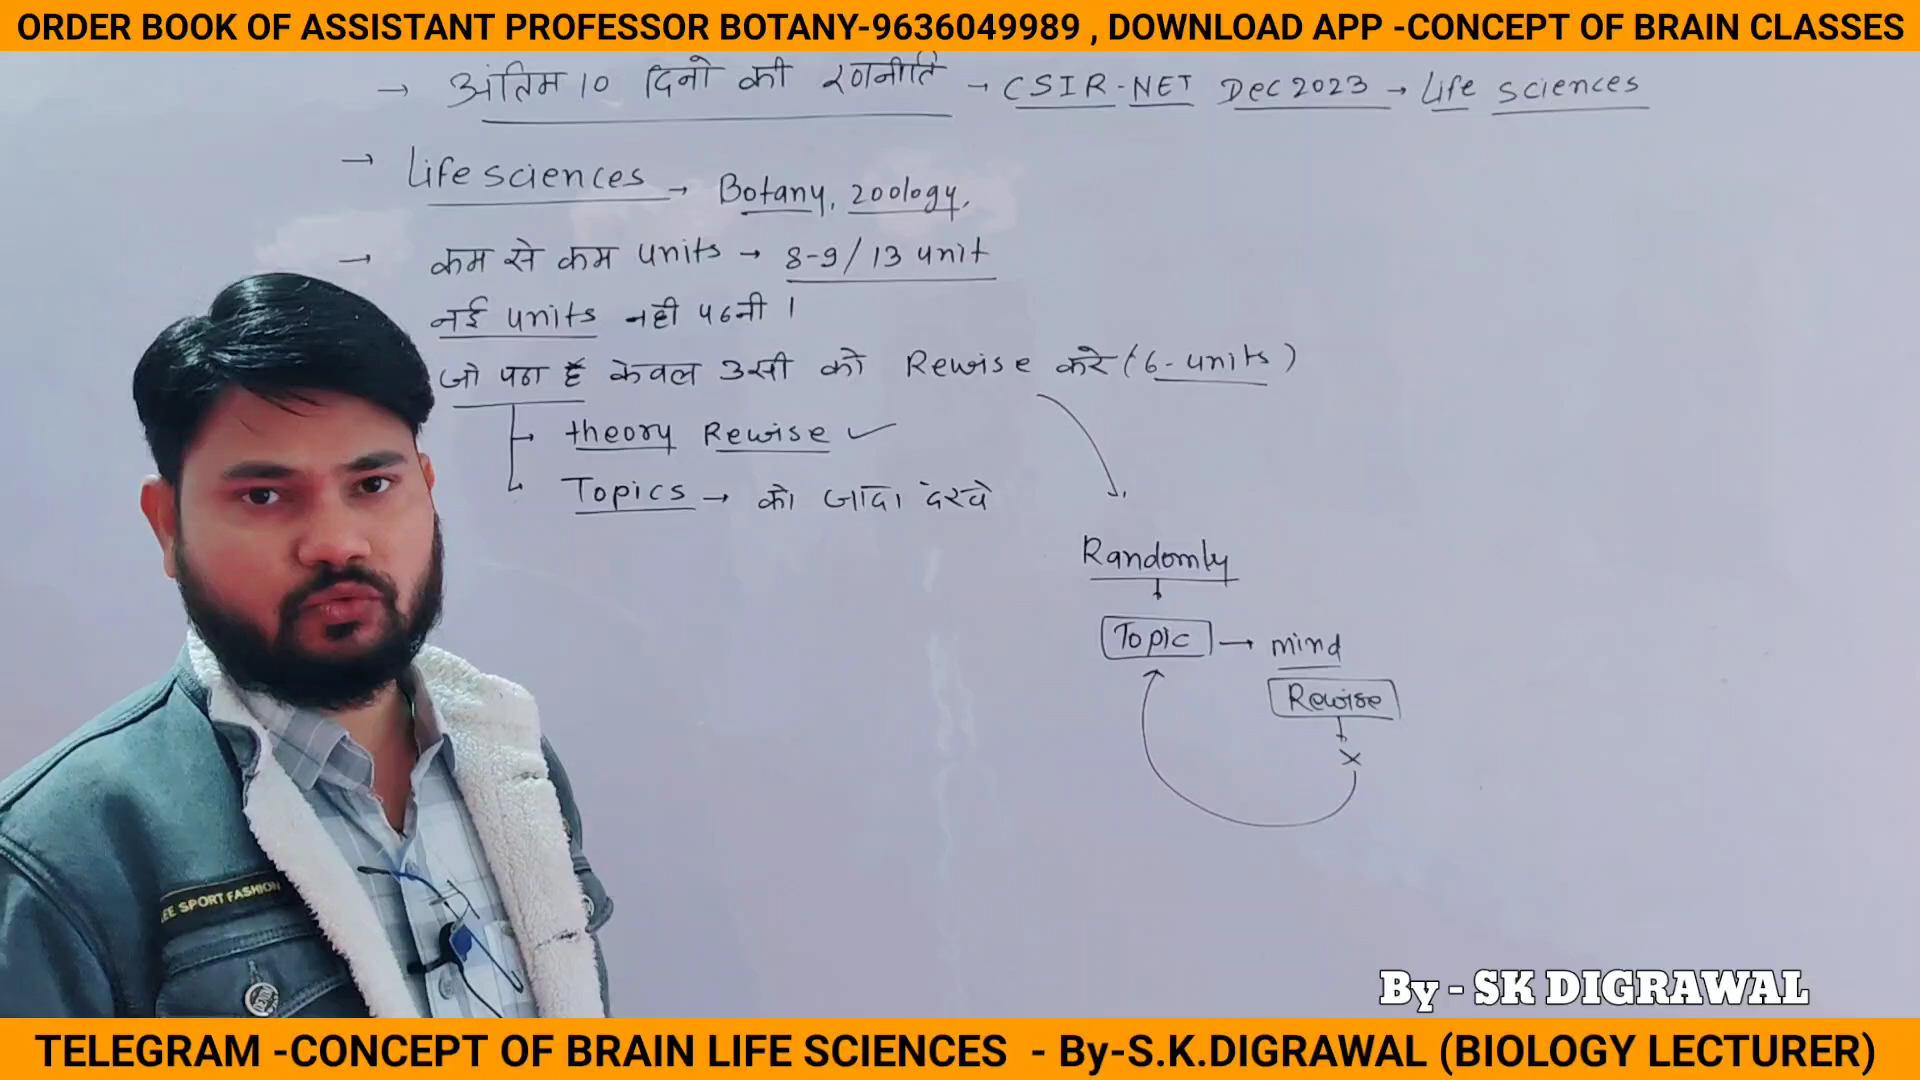 ORDER BOOK OF ASSISTANT PROFESSOR BOTANY-9636049989 , DOWNLOAD APP -CONCEPT OF BRAIN CLASSES
→ अंतिम 10 दिनो की रणनीति → CSIR-NET Dec 2023 → Life sciences
→ Life sciences → Botany, zoology,
→ कम से कम units → 8-9/13 unit
नई units नही पढनी ।
जो पढा है केवल उसी को Rewise करे (6-units)
theory Rewise ✓
Topics → को जादा देखे
Randomly
Topic → mind
Rewise
×
EE SPORT FASHION
By - SK DIGRAWAL
TELEGRAM -CONCEPT OF BRAIN LIFE SCIENCES - By-S.K.DIGRAWAL (BIOLOGY LECTURER)